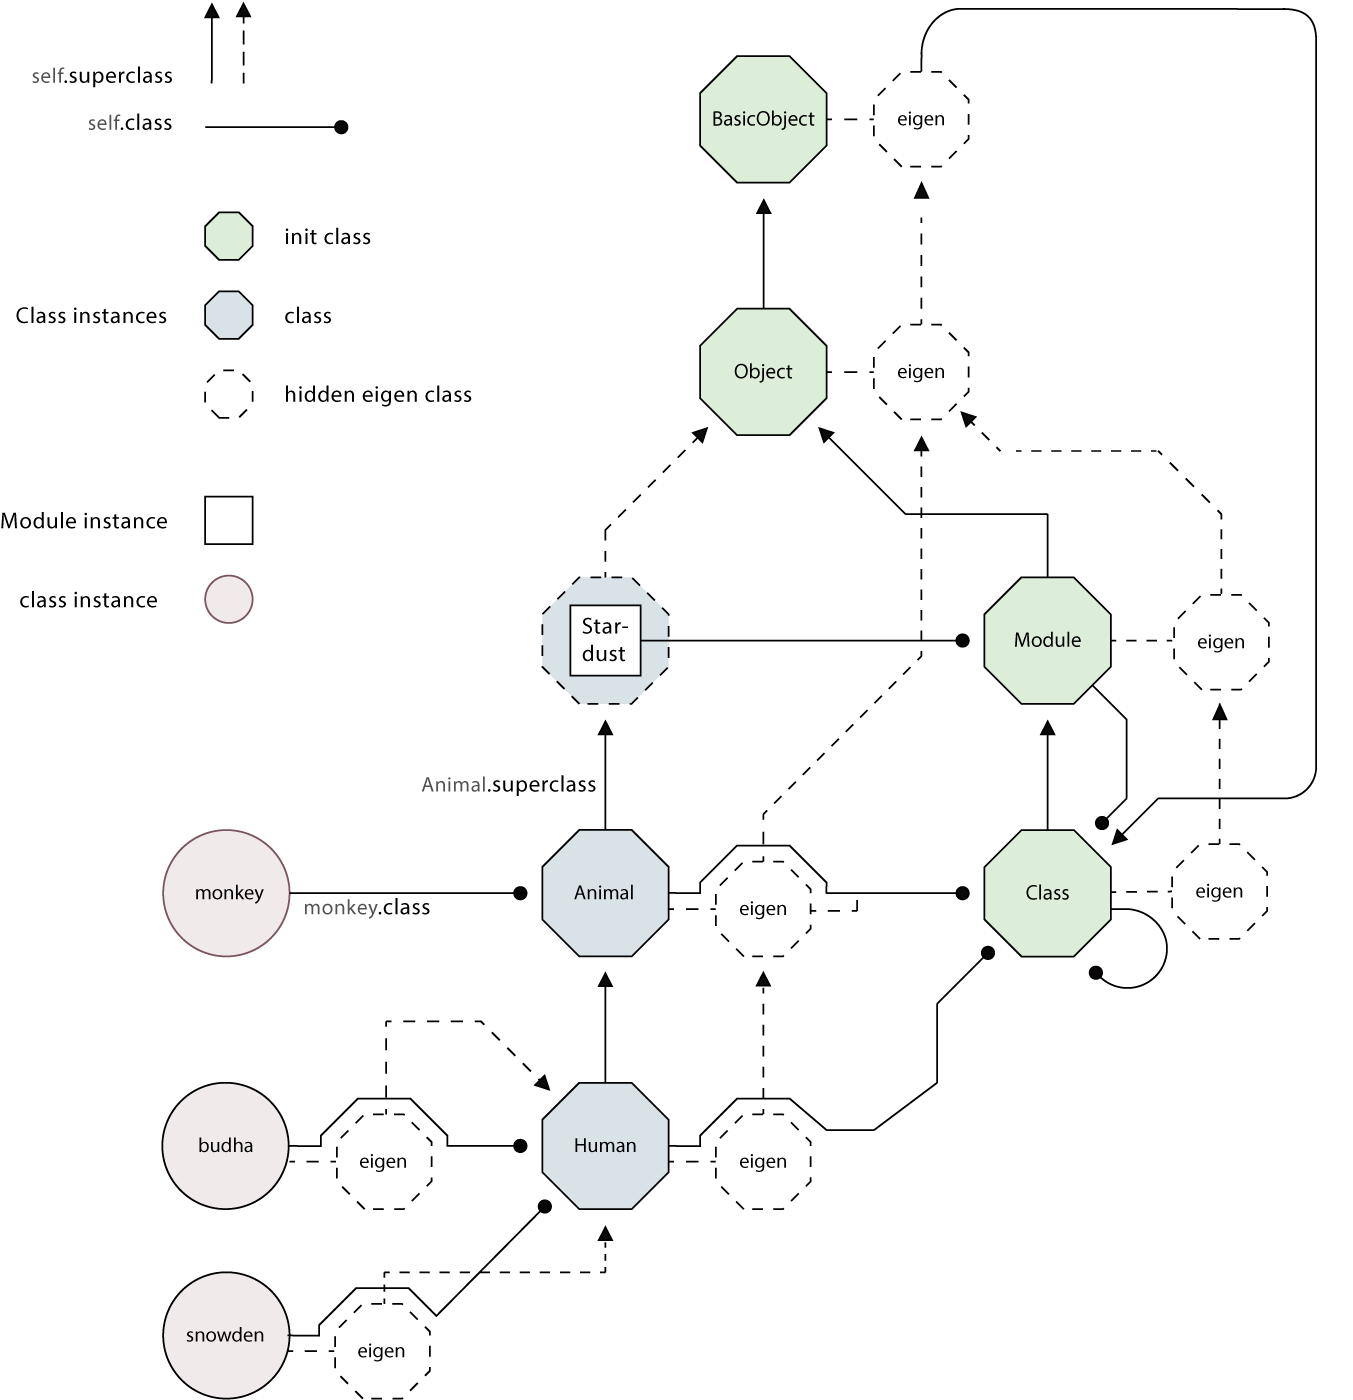 self.superclass
self.class
init class
Class instances
class
hidden eigen class
Module instance
class instance
BasicObject
eigen
Object
eigen
Star-
dust
Module
eigen
Animal.superclass
monkey
monkey.class
Animal
eigen
Class
eigen
budha
eigen
Human
eigen
snowden
eigen